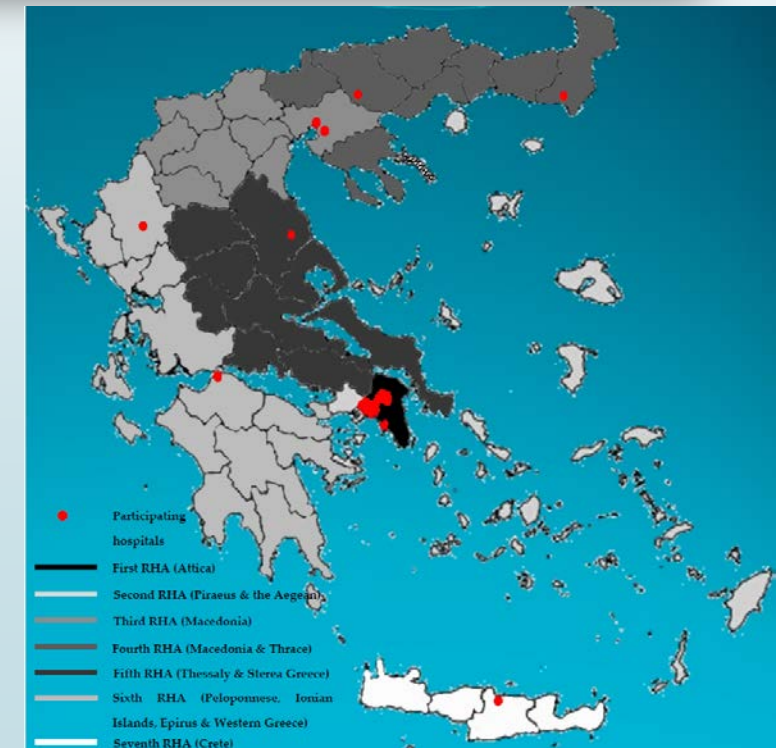 Participating
hospitals
First RHA (Attica)
Second RHA (Piraeus & the Aegean)
Third RHA (Macedonia)
Fourth RHA (Macedonia & Thrace)
Fifth RHA (Thessaly & Sterea Greece)
Sixth RHA (Peloponnese, Ionian
Islands, Epirus & Western Greece)
Seventh RHA (Crete)